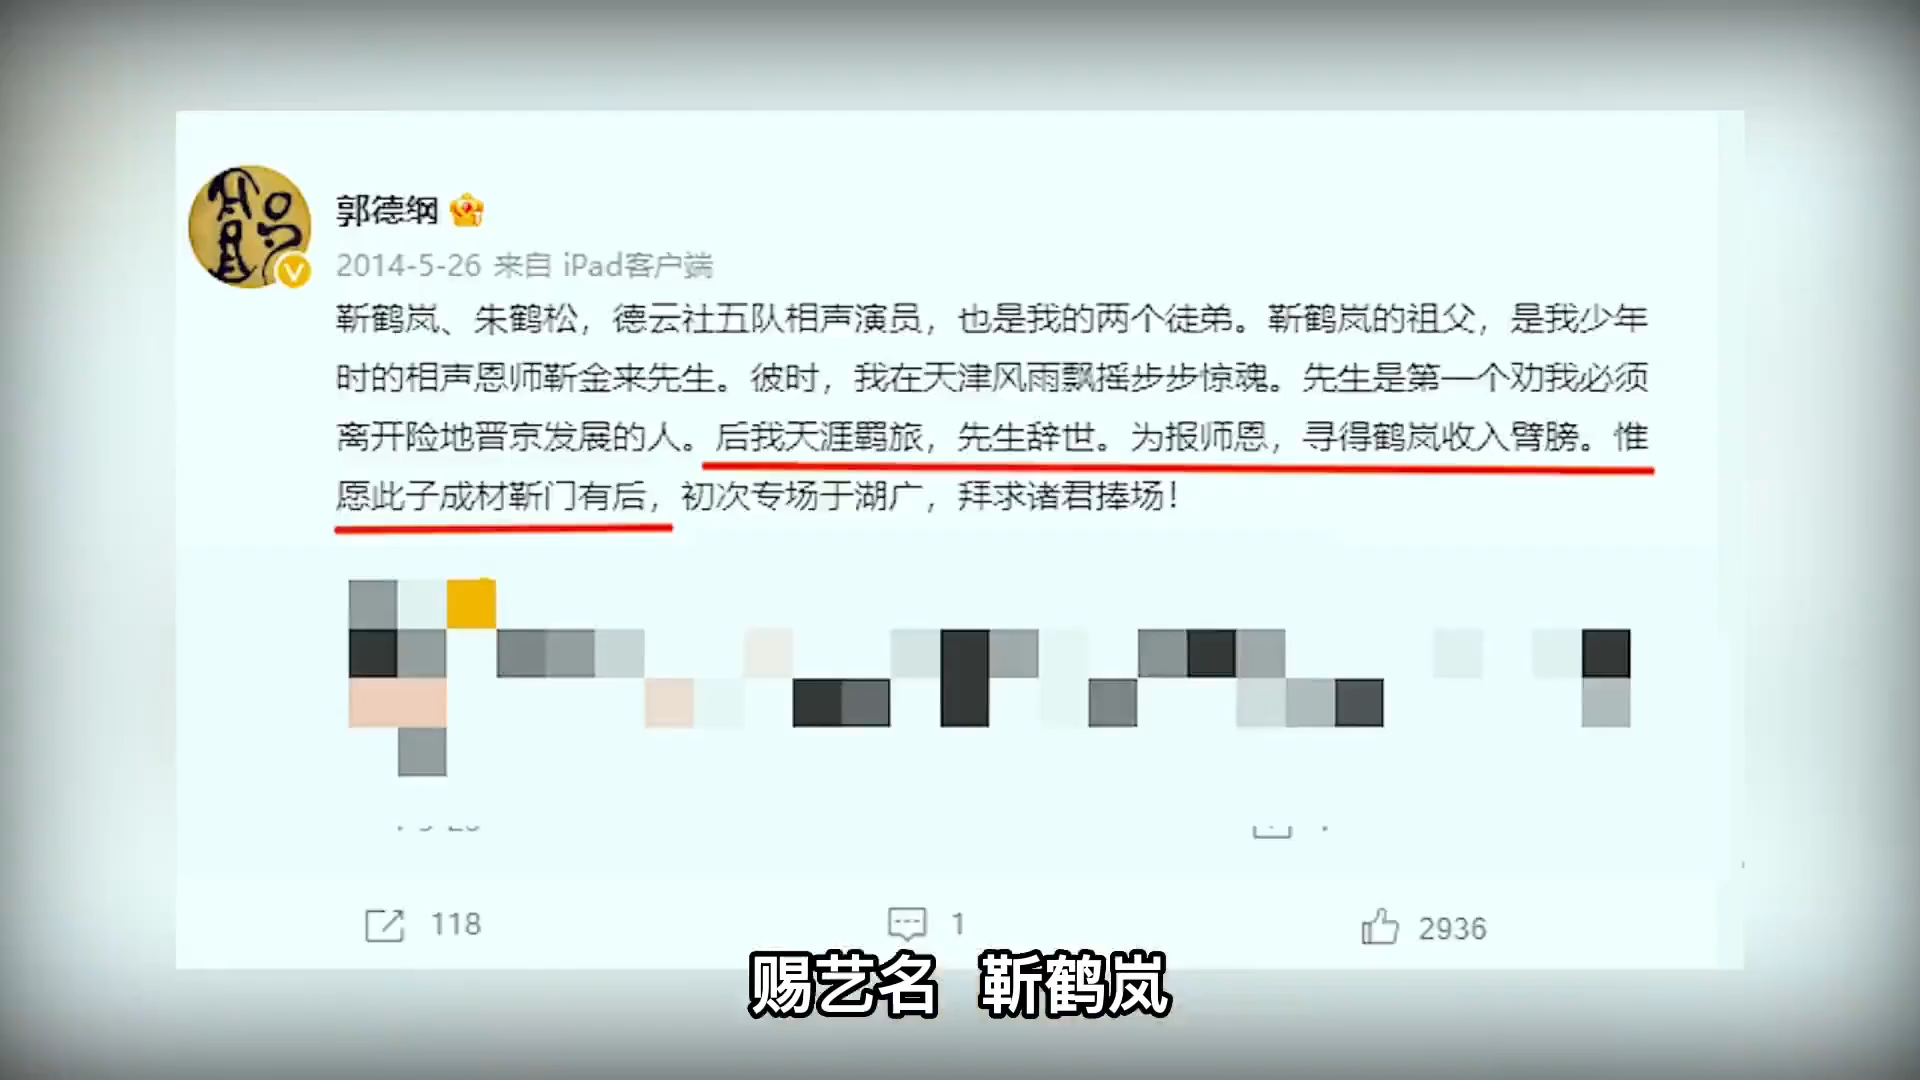 郭德纲
2014-5-26 来自 iPad客户端
靳鹤岚、朱鹤松，德云社五队相声演员，也是我的两个徒弟。靳鹤岚的祖父，是我少年
时的相声恩师靳金来先生。彼时，我在天津风雨飘摇步步惊魂。先生是第一个劝我必须
离开险地晋京发展的人。后我天涯羁旅，先生辞世。为报师恩，寻得鹤岚收入臂膀。惟
愿此子成材靳门有后，初次专场于湖广，拜求诸君捧场！
118
1
2936
赐艺名 靳鹤岚